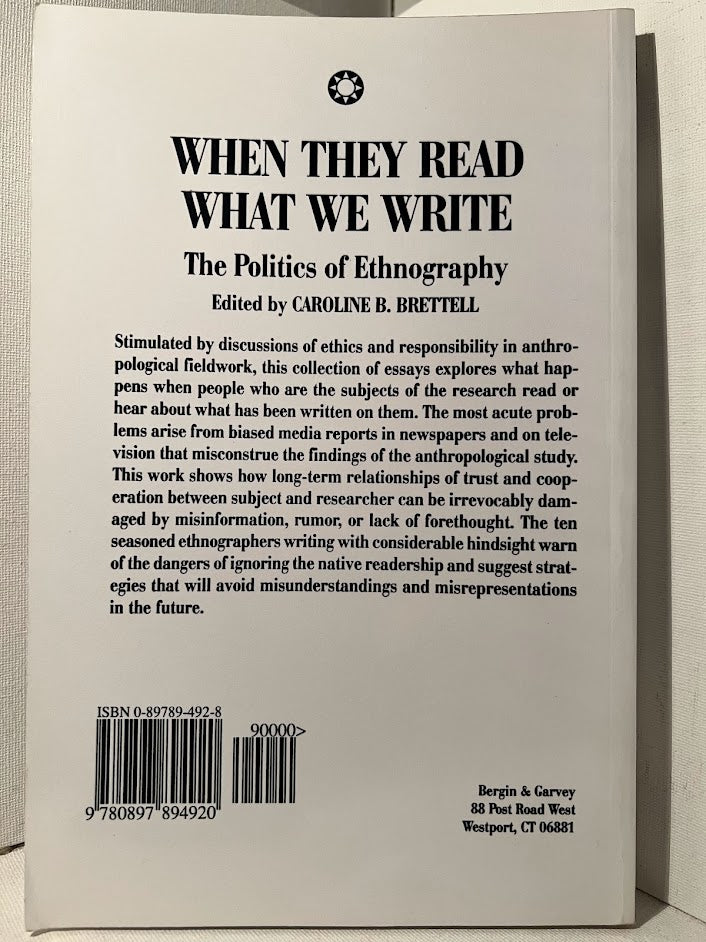 WHEN THEY READ
WHAT WE WRITE
The Politics of Ethnography
Edited by CAROLINE B. BRETTELL
Stimulated by discussions of ethics and responsibility in anthro-
pological fieldwork, this collection of essays explores what hap-
pens when people who are the subjects of the research read or
hear about what has been written on them. The most acute prob-
lems arise from biased media reports in newspapers and on tele-
vision that misconstrue the findings of the anthropological study.
This work shows how long-term relationships of trust and coop-
eration between subject and researcher can be irrevocably dam-
aged by misinformation, rumor, or lack of forethought. The ten
seasoned ethnographers writing with considerable hindsight warn
of the dangers of ignoring the native readership and suggest strat-
egies that will avoid misunderstandings and misrepresentations
in the future.
ISBN 0-89789-492-8
90000>
9 780897 894920
Bergin & Garvey
88 Post Road West
Westport, CT 06881